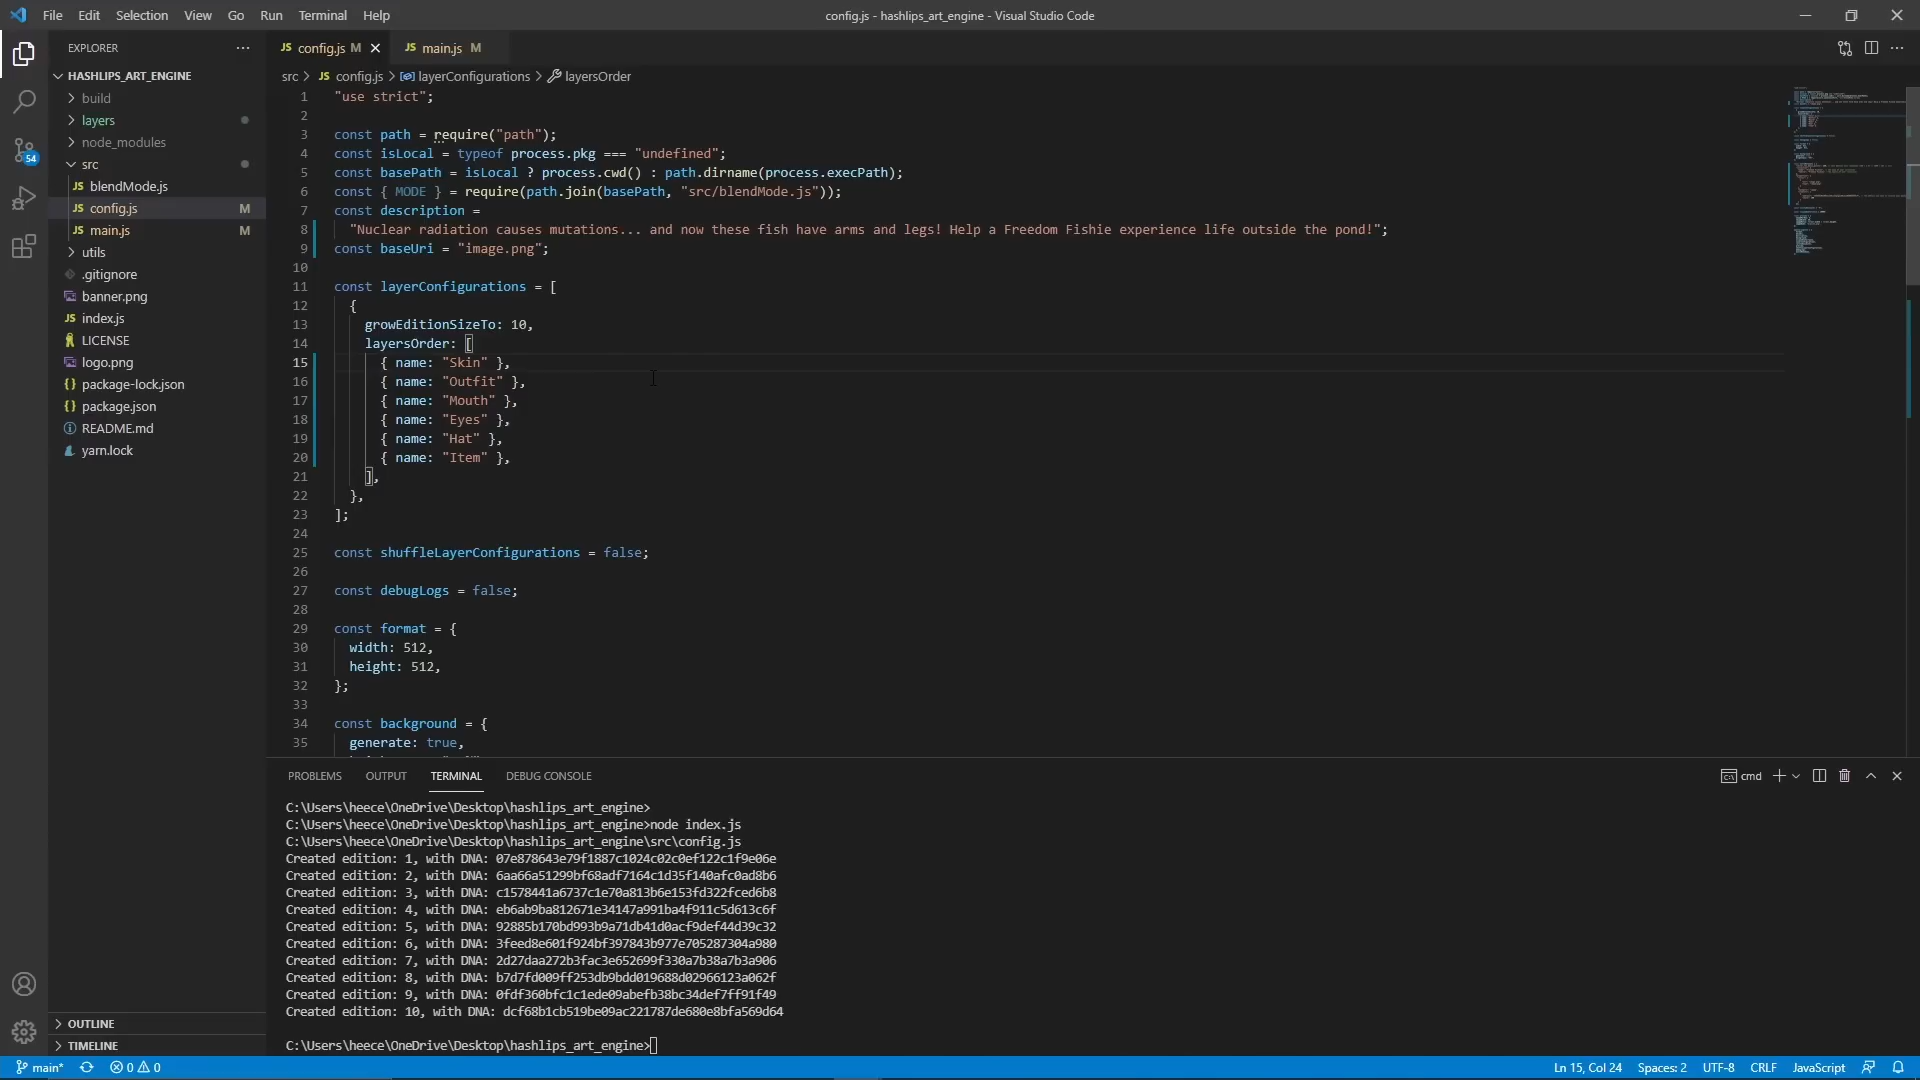 File Edit Selection View Go Run Terminal Help
config.js - hashlips_art_engine - Visual Studio Code
EXPLORER
HASHLIPS_ART_ENGINE
build
layers
node_modules
src
JS blendMode.js
JS config.js M
JS main.js M
utils
.gitignore
banner.png
JS index.js
LICENSE
logo.png
{} package-lock.json
{} package.json
README.md
yarn.lock
OUTLINE
TIMELINE
54
JS config.js M
JS main.js M
src > JS config.js > layerConfigurations > layersOrder
1 "use strict";
2
3 const path = require("path");
4 const isLocal = typeof process.pkg === "undefined";
5 const basePath = isLocal ? process.cwd() : path.dirname(process.execPath);
6 const { MODE } = require(path.join(basePath, "src/blendMode.js"));
7 const description =
8 "Nuclear radiation causes mutations... and now these fish have arms and legs! Help a Freedom Fishie experience life outside the pond!";
9 const baseUri = "image.png";
10
11 const layerConfigurations = [
12 {
13 growEditionSizeTo: 10,
14 layersOrder: [
15 { name: "Skin" },
16 { name: "Outfit" },
17 { name: "Mouth" },
18 { name: "Eyes" },
19 { name: "Hat" },
20 { name: "Item" },
21 ],
22 },
23 ];
24
25 const shuffleLayerConfigurations = false;
26
27 const debugLogs = false;
28
29 const format = {
30 width: 512,
31 height: 512,
32 };
33
34 const background = {
35 generate: true,
PROBLEMS OUTPUT TERMINAL DEBUG CONSOLE
cmd
C:\Users\heece\OneDrive\Desktop\hashlips_art_engine>
C:\Users\heece\OneDrive\Desktop\hashlips_art_engine>node index.js
C:\Users\heece\OneDrive\Desktop\hashlips_art_engine\src\config.js
Created edition: 1, with DNA: 07e878643e79f1887c1024c02c0ef122c1f9e06e
Created edition: 2, with DNA: 6aa66a51299bf68adf7164c1d35f140afc0ad8b6
Created edition: 3, with DNA: c1578441a6737c1e70a813b6e153fd322fced6b8
Created edition: 4, with DNA: eb6ab9ba812671e34147a991ba4f911c5d613c6f
Created edition: 5, with DNA: 92885b170bd993b9a71db41d0acf9def44d39c32
Created edition: 6, with DNA: 3feed8e601f924bf397843b977e705287304a980
Created edition: 7, with DNA: 2d27daa272b3fac3e652699f330a7b38a7b3a906
Created edition: 8, with DNA: b7d7fd009ff253db9bdd019688d02966123a062f
Created edition: 9, with DNA: 0fdf360bfc1c1ede09abefb38bc34def7ff91f49
Created edition: 10, with DNA: dcf68b1cb519be09ac221787de680e8bfa569d64
C:\Users\heece\OneDrive\Desktop\hashlips_art_engine>
main* 0 0
Ln 15, Col 24 Spaces: 2 UTF-8 CRLF JavaScript